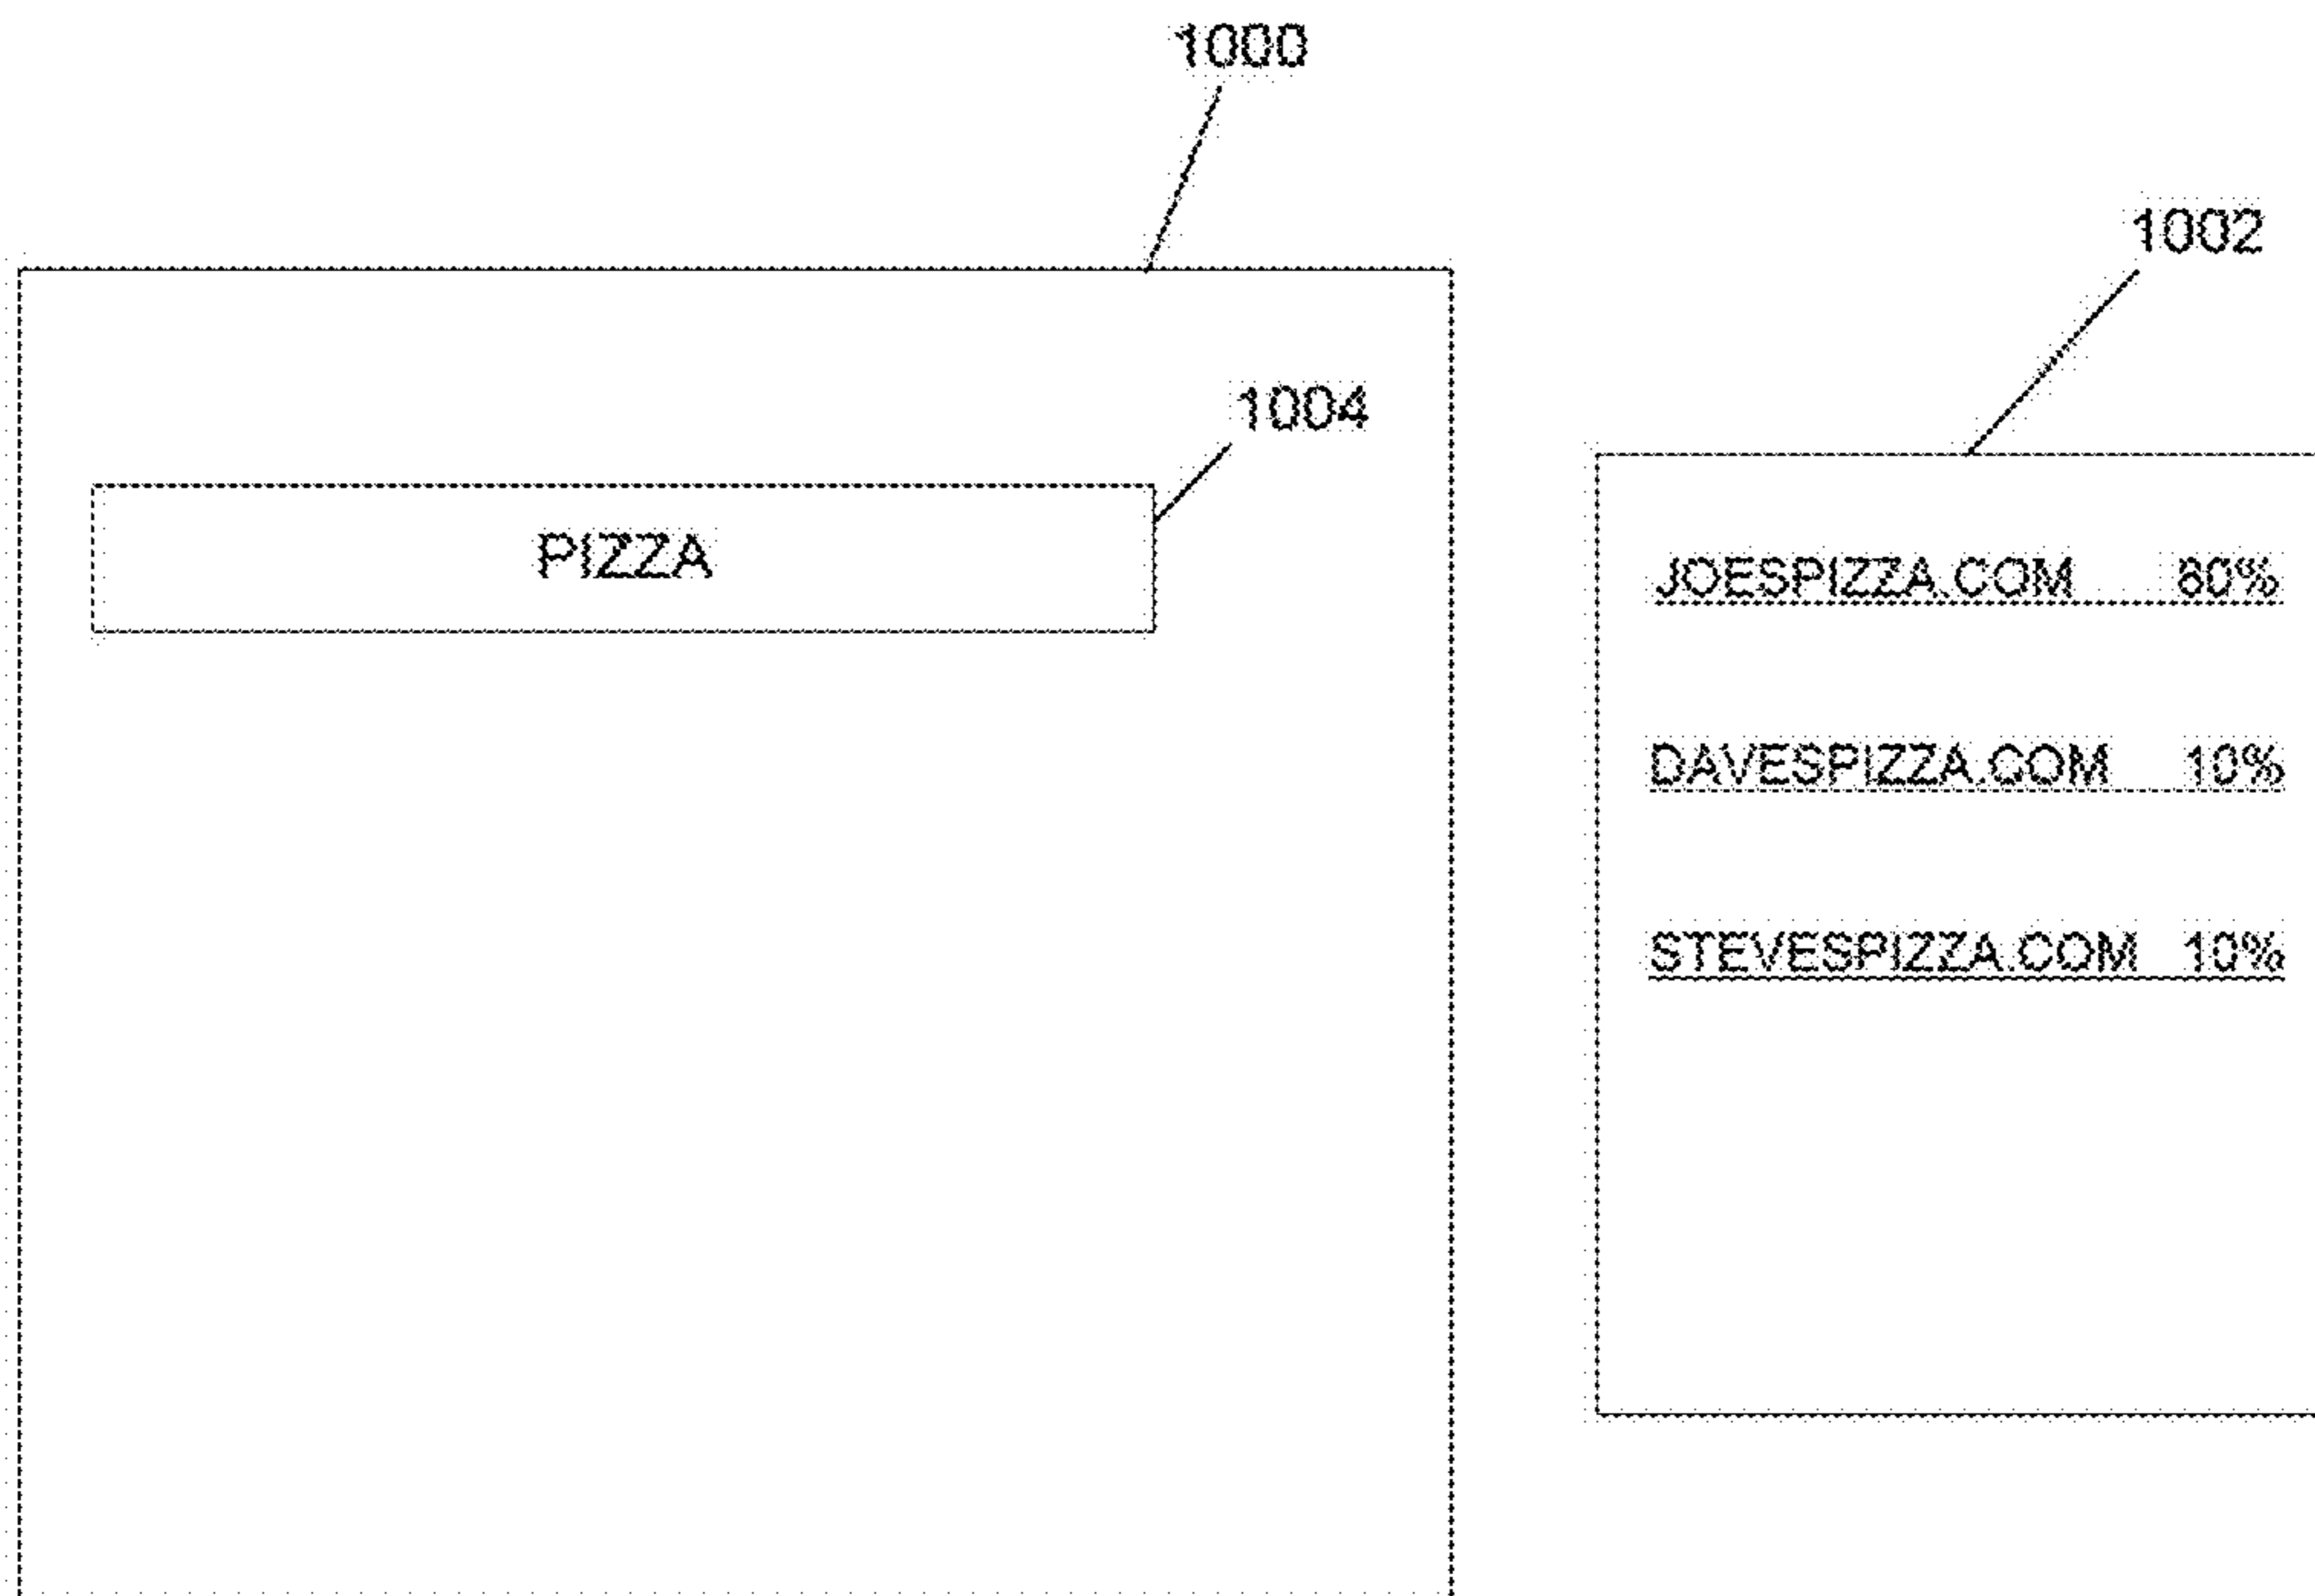 1000
1002
1004
PIZZA
JOESPIZZA.COM 80%
DAVESPIZZA.COM 10%
STEVESPIZZA.COM 10%